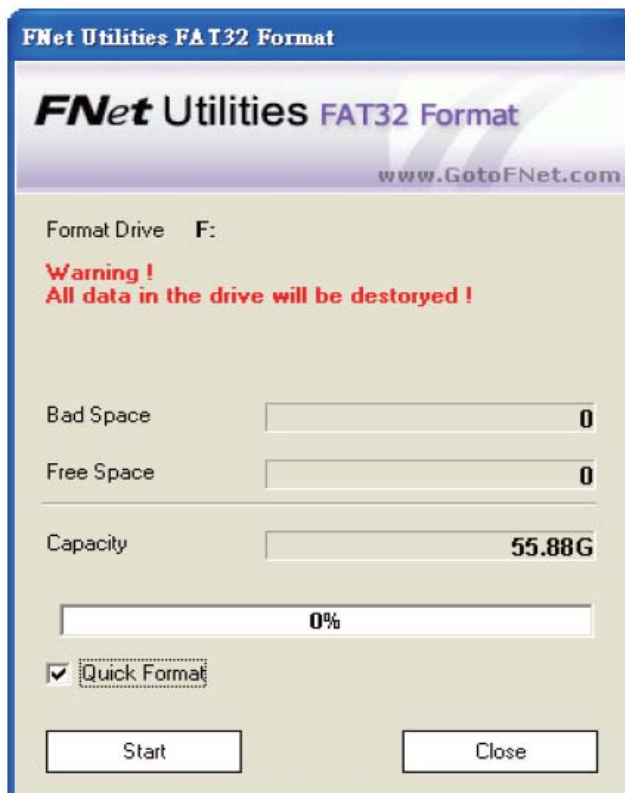 FNet Utilities FAT32 Format
FNet Utilities FAT32 Format
www.GotoFNet.com
Format Drive F:
Warning !
All data in the drive will be destoryed !
Bad Space 0
Free Space 0
Capacity 55.88G
0%
Quick Format
Start Close